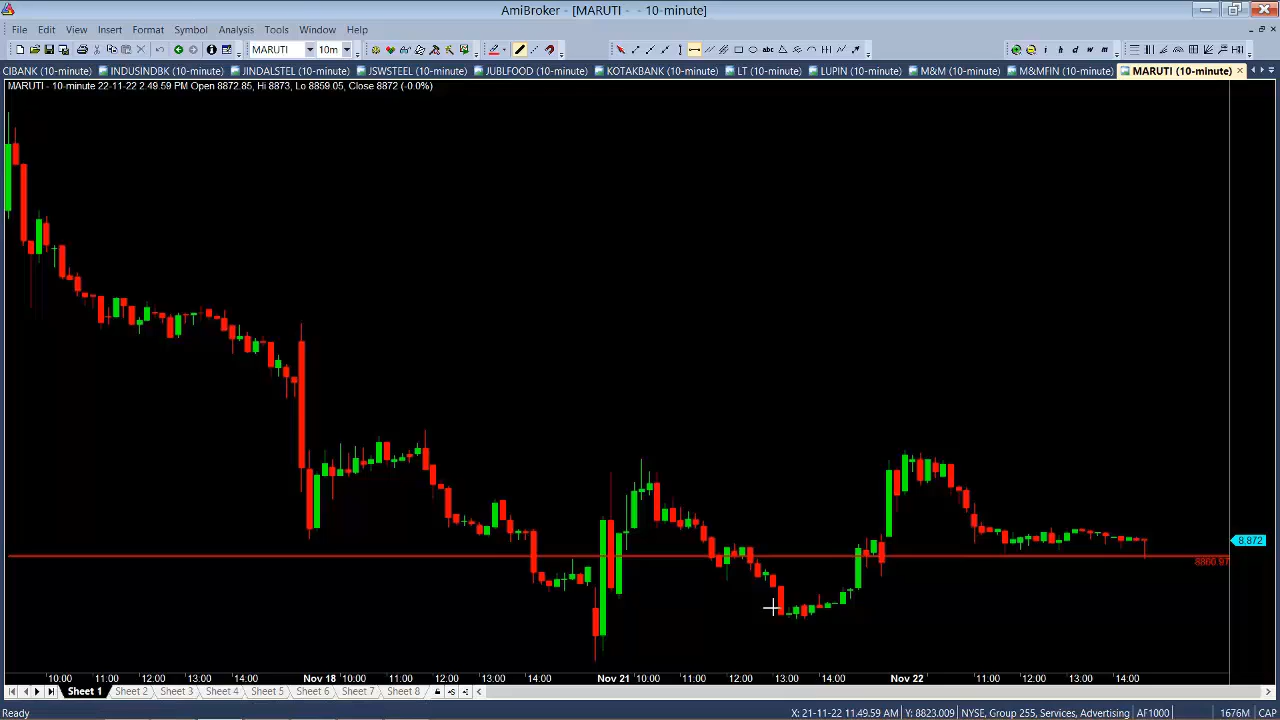 AmiBroker - [MARUTI - - 10-minute]
File Edit View Insert Format Symbol Analysis Tools Window Help
MARUTI 10m
CIBANK (10-minute) INDUSINDBK (10-minute) JINDALSTEL (10-minute) JSWSTEEL (10-minute) JUBLFOOD (10-minute) KOTAKBANK (10-minute) LT (10-minute) LUPIN (10-minute) M&M (10-minute) M&MFIN (10-minute) MARUTI (10-minute)
MARUTI - 10-minute 22-11-22 2.49.59 PM Open 8872.85, Hi 8873, Lo 8859.05, Close 8872 (-0.0%)
8.872
8860.97
10.00 11:00 12.00 13.00 14.00 Nov 18 10.00 11:00 12.00 13.00 14.00 Nov 21 10.00 11:00 12.00 13.00 14.00 Nov 22 11:00 12.00 13.00 14.00
Sheet 1 Sheet 2 Sheet 3 Sheet 4 Sheet 5 Sheet 6 Sheet 7 Sheet 8
Ready X: 21-11-22 11.49.59 AM Y: 8823.009 NYSE, Group 255, Services, Advertising AF1000 1676M CAP